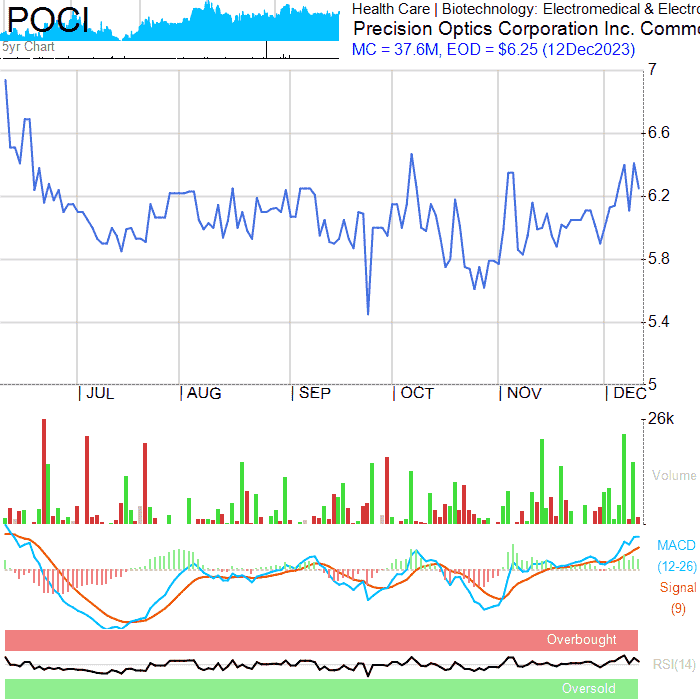 POCI
5yr Chart
Health Care | Biotechnology: Electromedical & Electro
Precision Optics Corporation Inc. Commo
MC = 37.6M, EOD = $6.25 (12Dec2023)
7
6.6
6.2
5.8
5.4
5
| JUL | AUG | SEP | OCT | NOV | DEC
26k
Volume
MACD
(12-26)
Signal
(9)
Overbought
RSI(14)
Oversold